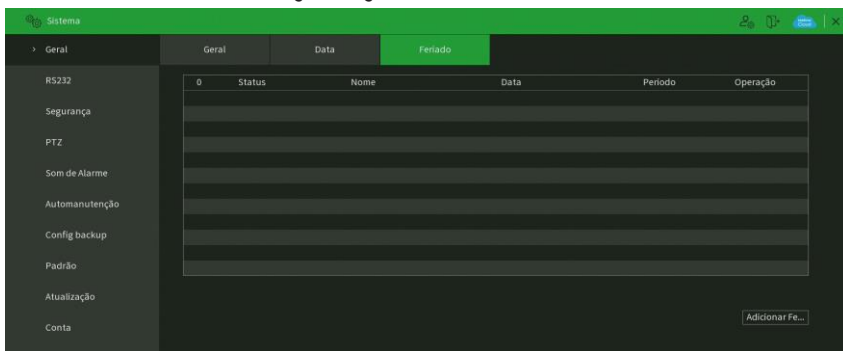 Sistema
Geral
RS232
Segurança
PTZ
Som de Alarme
Automanutenção
Config backup
Padrão
Atualização
Conta
Geral Data Feriado
0 Status Nome Data Período Operação
Adicionar Fe...